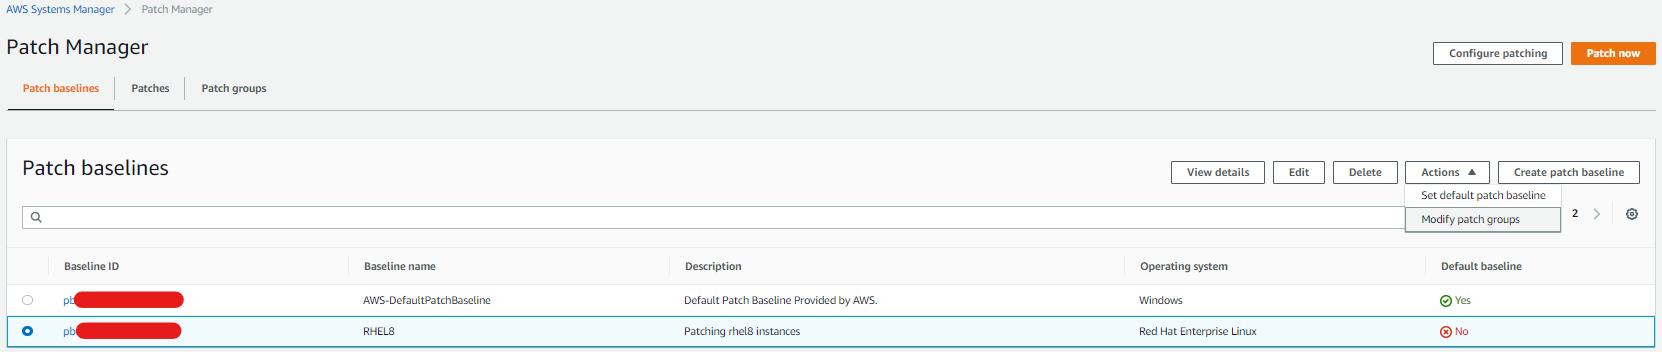 AWS Systems Manager > Patch Manager
Patch Manager
Configure patching
Patch now
Patch baselines
Patches
Patch groups
Patch baselines
View details
Edit
Delete
Actions
Create patch baseline
Set default patch baseline
Modify patch groups
2
Baseline ID
Baseline name
Description
Operating system
Default baseline
pb
AWS-DefaultPatchBaseline
Default Patch Baseline Provided by AWS.
Windows
Yes
pb
RHEL8
Patching rhel8 instances
Red Hat Enterprise Linux
No